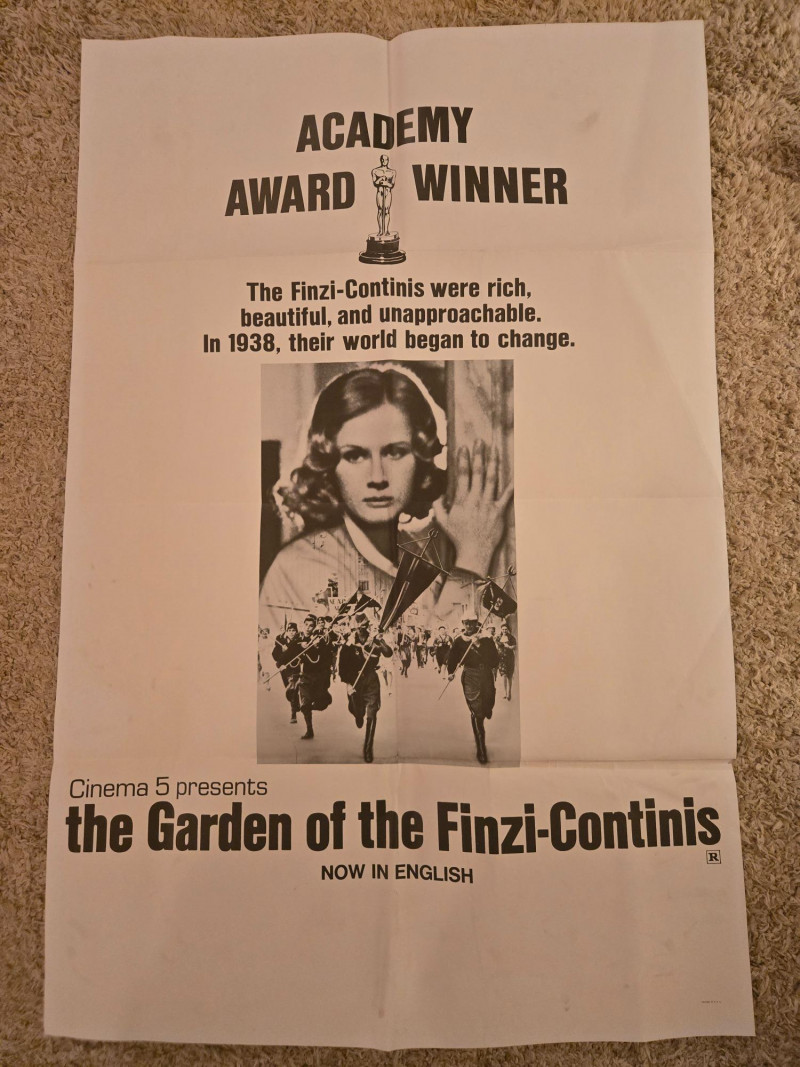 ACADEMY
AWARD WINNER
The Finzi-Continis were rich,
beautiful, and unapproachable.
In 1938, their world began to change.
Cinema 5 presents
the Garden of the Finzi-Continis
R
NOW IN ENGLISH